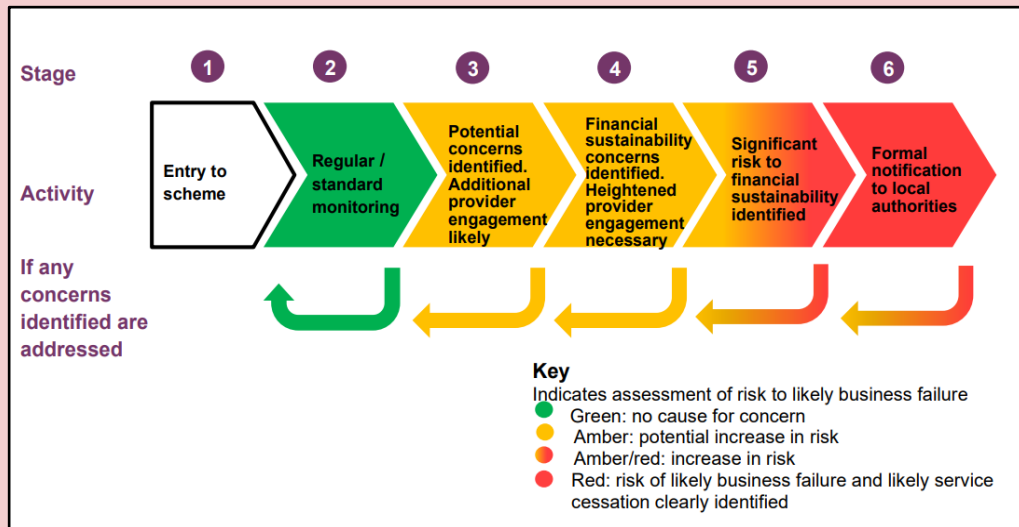 Stage
1
2
3
4
5
6
Activity
Entry to
scheme
Regular /
standard
monitoring
Potential
concerns
identified.
Additional
provider
engagement
likely
Financial
sustainability
concerns
identified.
Heightened
provider
engagement
necessary
Significant
risk to
financial
sustainability
identified
Formal
notification
to local
authorities
If any
concerns
identified are
addressed
Key
Indicates assessment of risk to likely business failure
Green: no cause for concern
Amber: potential increase in risk
Amber/red: increase in risk
Red: risk of likely business failure and likely service
cessation clearly identified